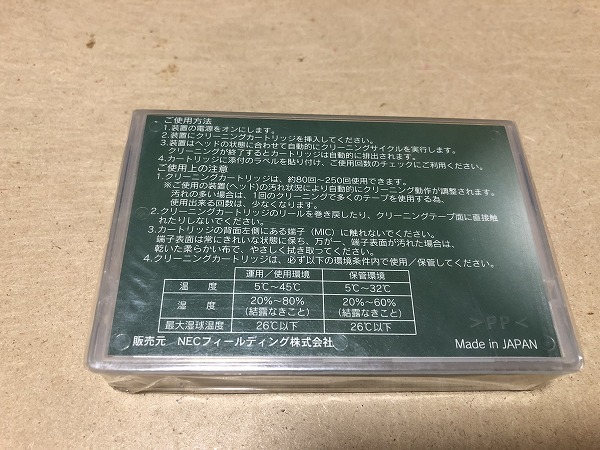 ご使用方法
1.装置の電源をオンにします。
2.装置にクリーニングカートリッジを挿入してください。
3.装置はヘッドの状態に合わせて自動的にクリーニングサイクルを実行します。
クリーニングが終了するとカートリッジは自動的に排出されます。
4.カートリッジに添付のラベルを貼り付け、ご使用回数のチェックにご利用ください。
ご使用上の注意
1.クリーニングカートリッジは、約80回～250回使用できます。
※ご使用の装置(ヘッド)の汚れ状況により自動的にクリーニング動作が調整されます。
汚れの多い場合は、1回のクリーニングで多くのテープを使用する為、
使用出来る回数は、少なくなります。
2.クリーニングカートリッジのリールを巻き戻したり、クリーニングテープ面に直接触
れたりしないでください。
3.カートリッジの背面左側にある端子（MIC）に触れないでください。
端子表面は常にきれいな状態に保ち、万が一、端子表面が汚れた場合は、
乾いた柔らかい布で、やさしく拭き取ってください。
4.クリーニングカートリッジは、必ず以下の環境条件内で使用／保管してください。
運用／使用環境 保管環境
温 度 5℃～45℃ 5℃～32℃
湿 度 20%～80% 20%～60%
(結露なきこと) (結露なきこと)
最大湿球温度 26℃以下 26℃以下
>PP<
販売元 NECフィールディング株式会社 Made in JAPAN